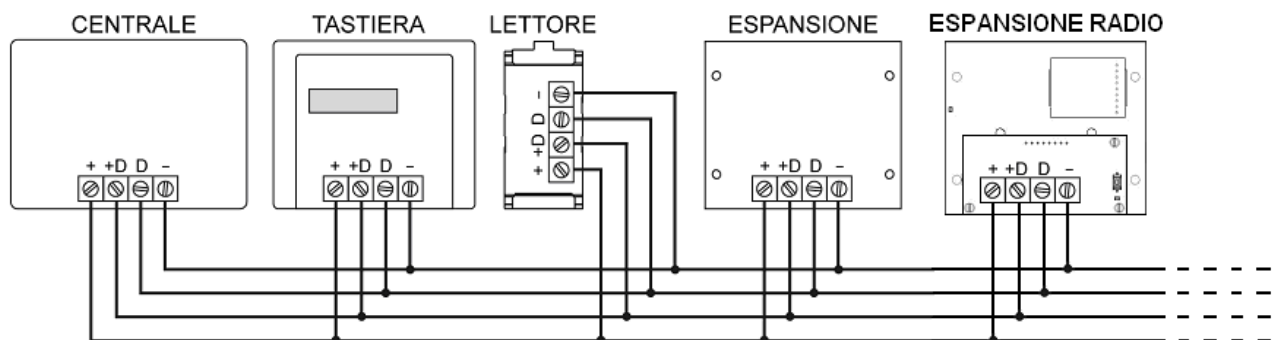 CENTRALE
TASTIERA
LETTORE
ESPANSIONE
ESPANSIONE RADIO
+ +D D –
+ +D D –
– D +D +
+ +D D –
+ +D D –